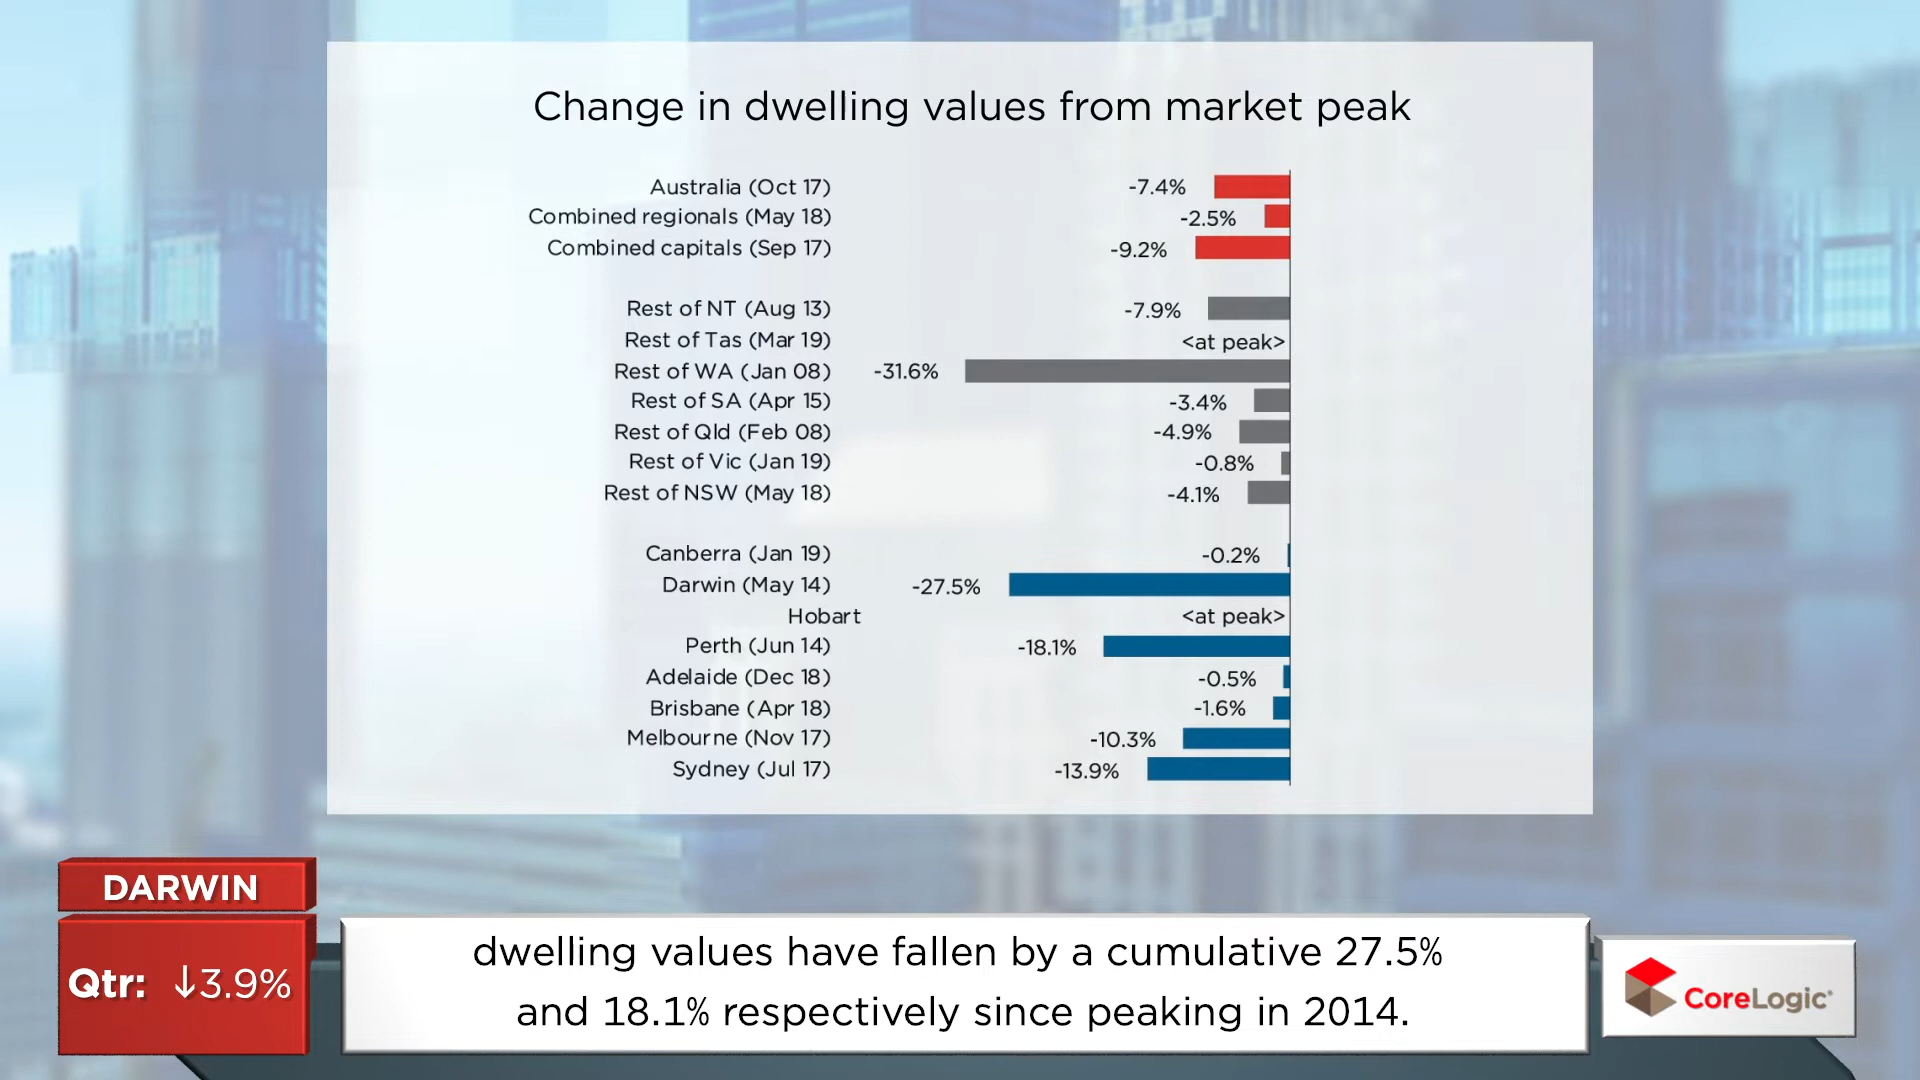 Change in dwelling values from market peak
Australia (Oct 17) -7.4%
Combined regionals (May 18) -2.5%
Combined capitals (Sep 17) -9.2%
Rest of NT (Aug 13) -7.9%
Rest of Tas (Mar 19) <at peak>
Rest of WA (Jan 08) -31.6%
Rest of SA (Apr 15) -3.4%
Rest of Qld (Feb 08) -4.9%
Rest of Vic (Jan 19) -0.8%
Rest of NSW (May 18) -4.1%
Canberra (Jan 19) -0.2%
Darwin (May 14) -27.5%
Hobart <at peak>
Perth (Jun 14) -18.1%
Adelaide (Dec 18) -0.5%
Brisbane (Apr 18) -1.6%
Melbourne (Nov 17) -10.3%
Sydney (Jul 17) -13.9%
DARWIN
Qtr: ↓3.9%
dwelling values have fallen by a cumulative 27.5%
and 18.1% respectively since peaking in 2014.
CoreLogic®